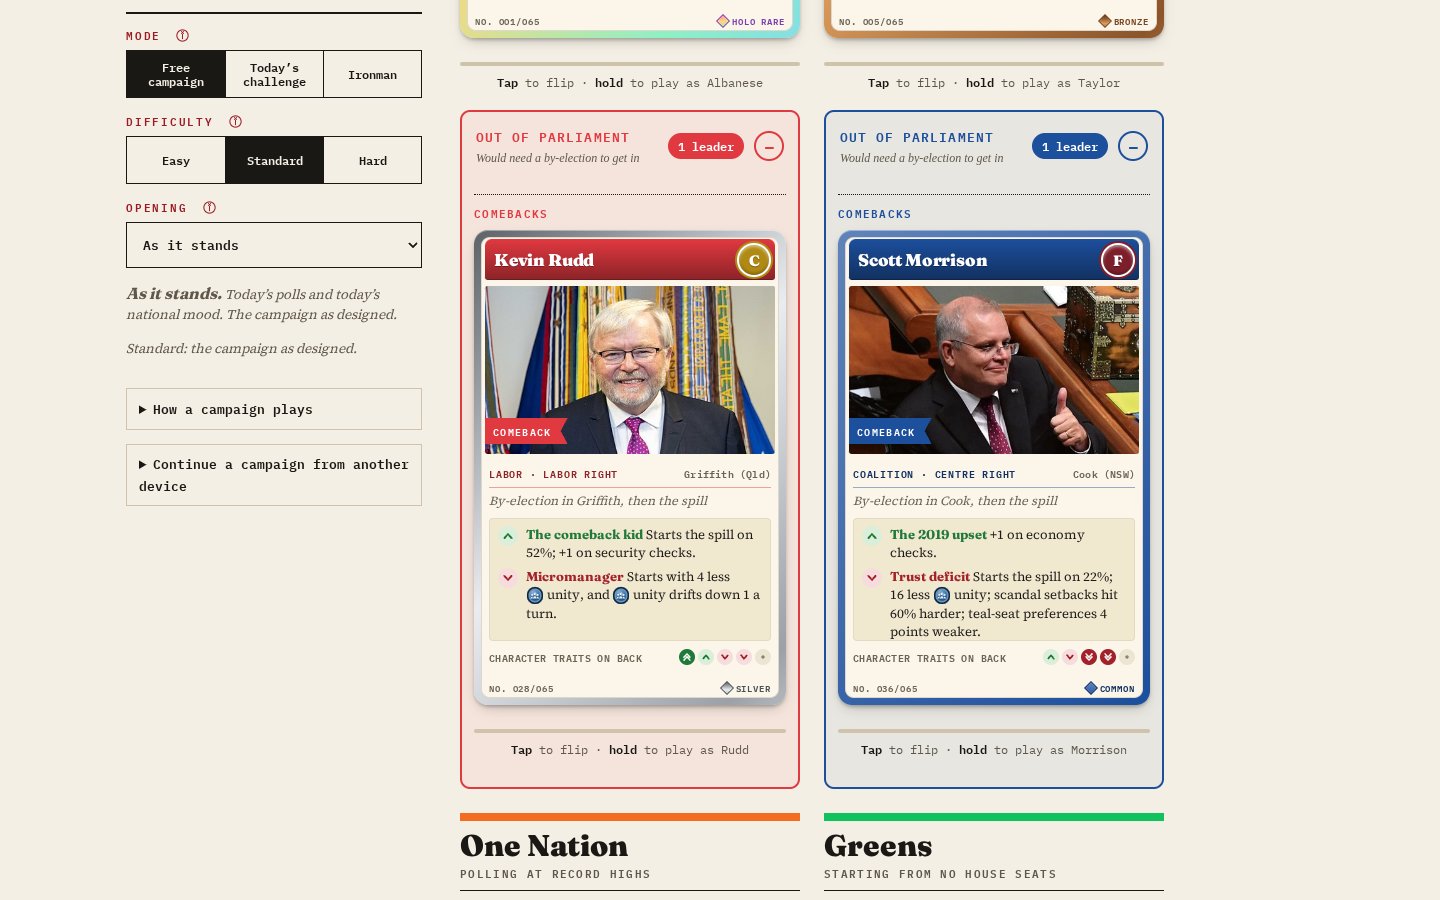 MODE
Free campaign
Today's challenge
Ironman
DIFFICULTY
Easy
Standard
Hard
OPENING
As it stands
As it stands. Today's polls and today's
national mood. The campaign as designed.
Standard: the campaign as designed.
How a campaign plays
Continue a campaign from another
device
NO. 001/065
HOLO RARE
Tap to flip · hold to play as Albanese
NO. 005/065
BRONZE
Tap to flip · hold to play as Taylor
OUT OF PARLIAMENT
Would need a by-election to get in
1 leader
COMEBACKS
Kevin Rudd
C
COMEBACK
LABOR · LABOR RIGHT
Griffith (Qld)
By-election in Griffith, then the spill
The comeback kid Starts the spill on
52%; +1 on security checks.
Micromanager Starts with 4 less
unity, and unity drifts down 1 a
turn.
CHARACTER TRAITS ON BACK
NO. 028/065
SILVER
Tap to flip · hold to play as Rudd
OUT OF PARLIAMENT
Would need a by-election to get in
1 leader
COMEBACKS
Scott Morrison
F
COMEBACK
COALITION · CENTRE RIGHT
Cook (NSW)
By-election in Cook, then the spill
The 2019 upset +1 on economy
checks.
Trust deficit Starts the spill on 22%;
16 less unity; scandal setbacks hit
60% harder; teal-seat preferences 4
points weaker.
CHARACTER TRAITS ON BACK
NO. 036/065
COMMON
Tap to flip · hold to play as Morrison
One Nation
POLLING AT RECORD HIGHS
Greens
STARTING FROM NO HOUSE SEATS